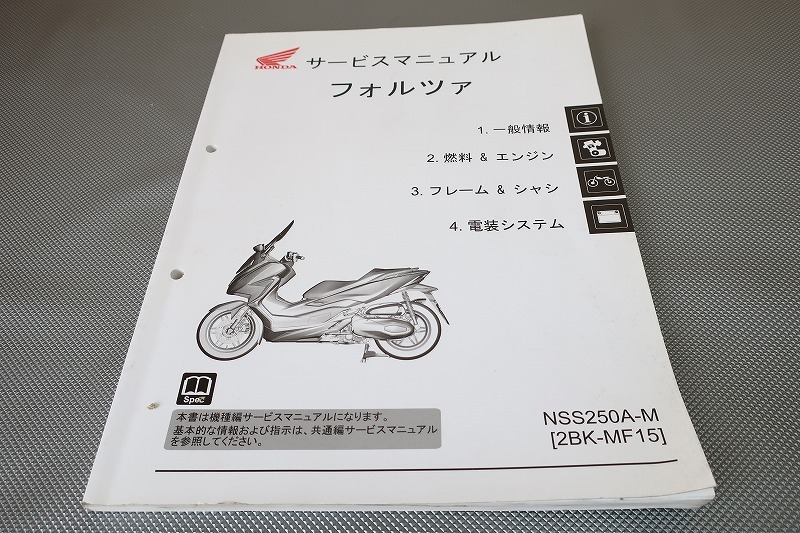 HONDA
サービスマニュアル
フォルツァ
1. 一般情報
2. 燃料 & エンジン
3. フレーム & シャシ
4. 電装システム
Spec
本書は機種編サービスマニュアルになります。
基本的な情報および指示は、共通編サービスマニュアル
を参照してください。
NSS250A-M
[2BK-MF15]